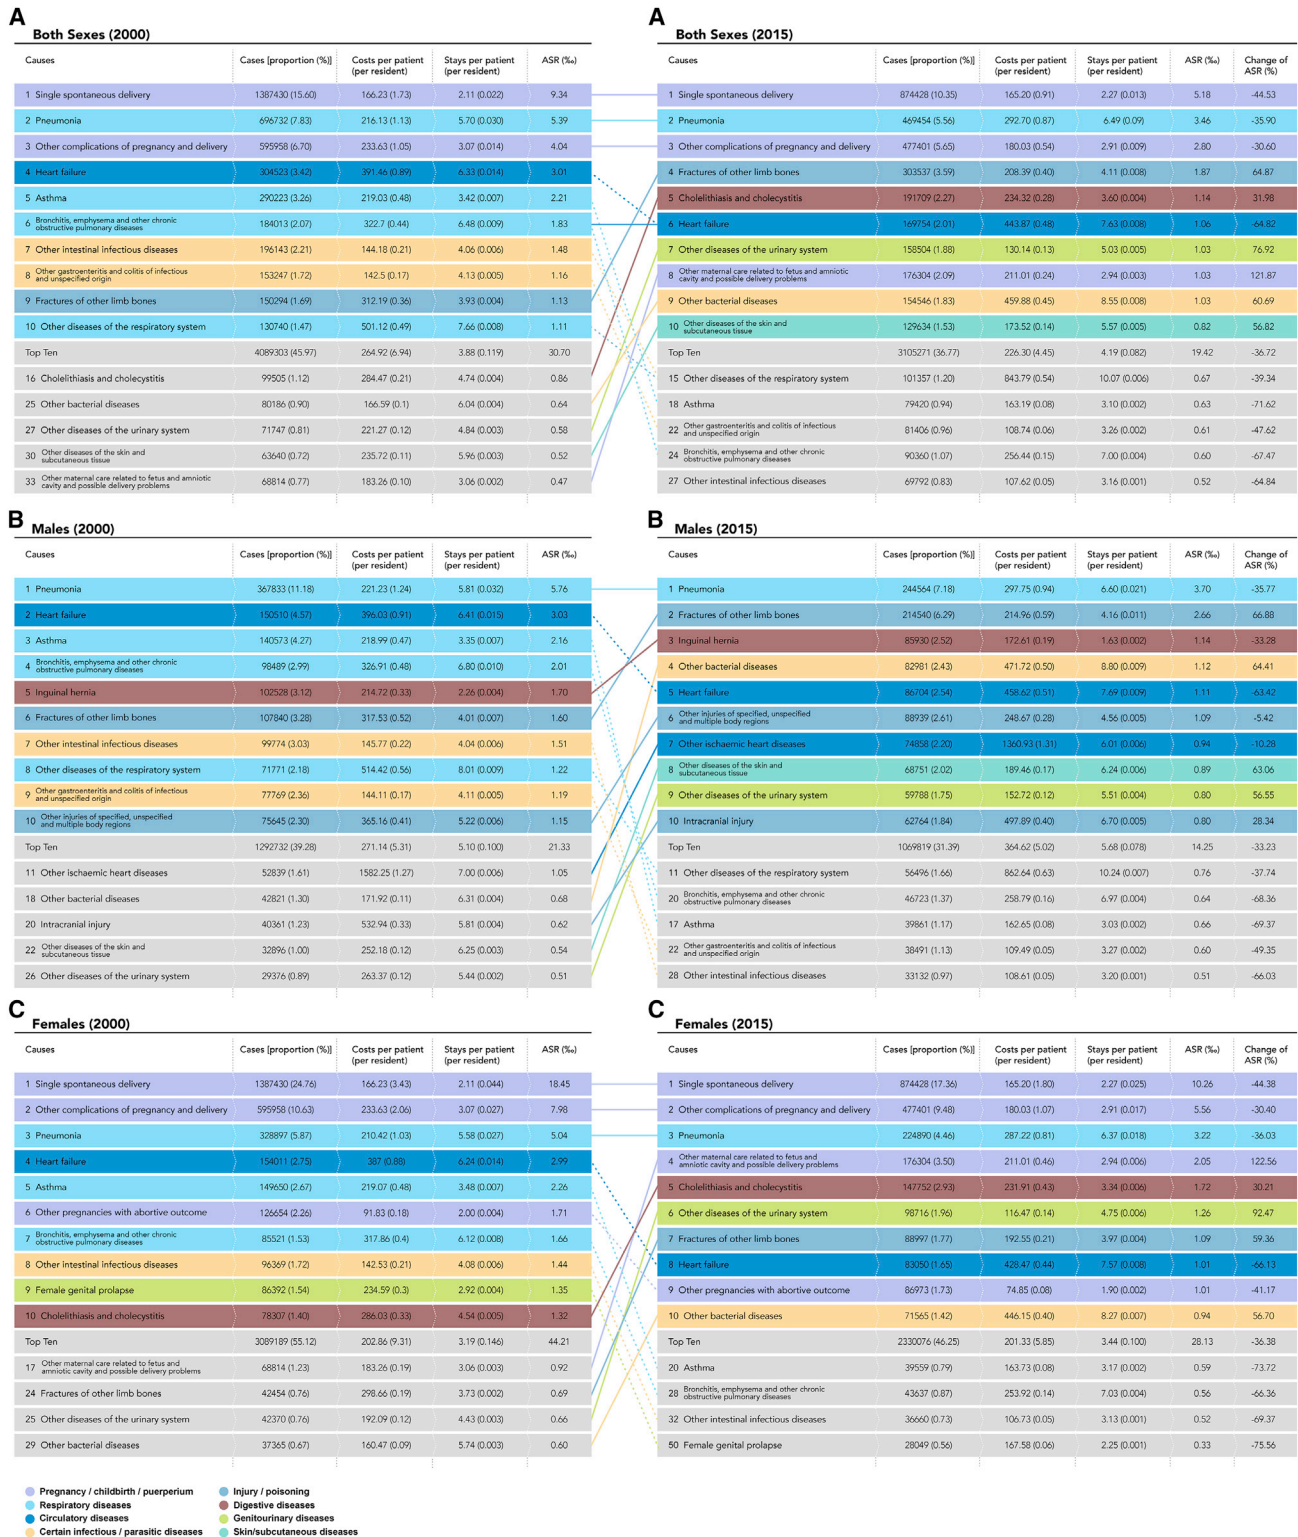 A
Both Sexes (2000)
Causes Cases [proportion (%)] Costs per patient (per resident) Stays per patient (per resident) ASR (‰)
1 Single spontaneous delivery 1387430 (15.60) 166.23 (1.73) 2.11 (0.022) 9.34
2 Pneumonia 696732 (7.83) 216.13 (1.13) 5.70 (0.030) 5.39
3 Other complications of pregnancy and delivery 595958 (6.70) 233.63 (1.05) 3.07 (0.014) 4.04
4 Heart failure 304523 (3.42) 391.46 (0.89) 6.33 (0.014) 3.01
5 Asthma 290223 (3.26) 219.03 (0.48) 3.42 (0.007) 2.21
6 Bronchitis, emphysema and other chronic obstructive pulmonary diseases 184013 (2.07) 322.7 (0.44) 6.48 (0.009) 1.83
7 Other intestinal infectious diseases 196143 (2.21) 144.18 (0.21) 4.06 (0.006) 1.48
8 Other gastroenteritis and colitis of infectious and unspecified origin 153247 (1.72) 142.5 (0.17) 4.13 (0.005) 1.16
9 Fractures of other limb bones 150294 (1.69) 312.19 (0.36) 3.93 (0.004) 1.13
10 Other diseases of the respiratory system 130740 (1.47) 501.12 (0.49) 7.66 (0.008) 1.11
Top Ten 4089303 (45.97) 264.92 (6.94) 3.88 (0.119) 30.70
16 Cholelithiasis and cholecystitis 99505 (1.12) 284.47 (0.21) 4.74 (0.004) 0.86
25 Other bacterial diseases 80186 (0.90) 166.59 (0.1) 6.04 (0.004) 0.64
27 Other diseases of the urinary system 71747 (0.81) 221.27 (0.12) 4.84 (0.003) 0.58
30 Other diseases of the skin and subcutaneous tissue 63640 (0.72) 235.72 (0.11) 5.96 (0.003) 0.52
33 Other maternal care related to fetus and amniotic cavity and possible delivery problems 68814 (0.77) 183.26 (0.10) 3.06 (0.002) 0.47
A
Both Sexes (2015)
Causes Cases [proportion (%)] Costs per patient (per resident) Stays per patient (per resident) ASR (‰) Change of ASR (%)
1 Single spontaneous delivery 874428 (10.35) 165.20 (0.91) 2.27 (0.013) 5.18 -44.53
2 Pneumonia 469454 (5.56) 292.70 (0.87) 6.49 (0.09) 3.46 -35.90
3 Other complications of pregnancy and delivery 477401 (5.65) 180.03 (0.54) 2.91 (0.009) 2.80 -30.60
4 Fractures of other limb bones 303537 (3.59) 208.39 (0.40) 4.11 (0.008) 1.87 64.87
5 Cholelithiasis and cholecystitis 191709 (2.27) 234.32 (0.28) 3.60 (0.004) 1.14 31.98
6 Heart failure 169754 (2.01) 443.87 (0.48) 7.63 (0.008) 1.06 -64.82
7 Other diseases of the urinary system 158504 (1.88) 130.14 (0.13) 5.03 (0.005) 1.03 76.92
8 Other maternal care related to fetus and amniotic cavity and possible delivery problems 176304 (2.09) 211.01 (0.24) 2.94 (0.003) 1.03 121.87
9 Other bacterial diseases 154546 (1.83) 459.88 (0.45) 8.55 (0.008) 1.03 60.69
10 Other diseases of the skin and subcutaneous tissue 129634 (1.53) 173.52 (0.14) 5.57 (0.005) 0.82 56.82
Top Ten 3105271 (36.77) 226.30 (4.45) 4.19 (0.082) 19.42 -36.72
15 Other diseases of the respiratory system 101357 (1.20) 843.79 (0.54) 10.07 (0.006) 0.67 -39.34
18 Asthma 79420 (0.94) 163.19 (0.08) 3.10 (0.002) 0.63 -71.62
22 Other gastroenteritis and colitis of infectious and unspecified origin 81406 (0.96) 108.74 (0.06) 3.26 (0.002) 0.61 -47.62
24 Bronchitis, emphysema and other chronic obstructive pulmonary diseases 90360 (1.07) 256.44 (0.15) 7.00 (0.004) 0.60 -67.47
27 Other intestinal infectious diseases 69792 (0.83) 107.62 (0.05) 3.16 (0.001) 0.52 -64.84
B
Males (2000)
Causes Cases [proportion (%)] Costs per patient (per resident) Stays per patient (per resident) ASR (‰)
1 Pneumonia 367833 (11.18) 221.23 (1.24) 5.81 (0.032) 5.76
2 Heart failure 150510 (4.57) 396.03 (0.91) 6.41 (0.015) 3.03
3 Asthma 140573 (4.27) 218.99 (0.47) 3.35 (0.007) 2.16
4 Bronchitis, emphysema and other chronic obstructive pulmonary diseases 98489 (2.99) 326.91 (0.48) 6.80 (0.010) 2.01
5 Inguinal hernia 102528 (3.12) 214.72 (0.33) 2.26 (0.004) 1.70
6 Fractures of other limb bones 107840 (3.28) 317.53 (0.52) 4.01 (0.007) 1.60
7 Other intestinal infectious diseases 99774 (3.03) 145.77 (0.22) 4.04 (0.006) 1.51
8 Other diseases of the respiratory system 71771 (2.18) 514.42 (0.56) 8.01 (0.009) 1.22
9 Other gastroenteritis and colitis of infectious and unspecified origin 77769 (2.36) 144.11 (0.17) 4.11 (0.005) 1.19
10 Other injuries of specified, unspecified and multiple body regions 75645 (2.30) 365.16 (0.41) 5.22 (0.006) 1.15
Top Ten 1292732 (39.28) 271.14 (5.31) 5.10 (0.100) 21.33
11 Other ischaemic heart diseases 52839 (1.61) 1582.25 (1.27) 7.00 (0.006) 1.05
18 Other bacterial diseases 42821 (1.30) 171.92 (0.11) 6.31 (0.004) 0.68
20 Intracranial injury 40361 (1.23) 532.94 (0.33) 5.81 (0.004) 0.62
22 Other diseases of the skin and subcutaneous tissue 32896 (1.00) 252.18 (0.12) 6.25 (0.003) 0.54
26 Other diseases of the urinary system 29376 (0.89) 263.37 (0.12) 5.44 (0.002) 0.51
B
Males (2015)
Causes Cases [proportion (%)] Costs per patient (per resident) Stays per patient (per resident) ASR (‰) Change of ASR (%)
1 Pneumonia 244564 (7.18) 297.75 (0.94) 6.60 (0.021) 3.70 -35.77
2 Fractures of other limb bones 214540 (6.29) 214.96 (0.59) 4.16 (0.011) 2.66 66.88
3 Inguinal hernia 85930 (2.52) 172.61 (0.19) 1.63 (0.002) 1.14 -33.28
4 Other bacterial diseases 82981 (2.43) 471.72 (0.50) 8.80 (0.009) 1.12 64.41
5 Heart failure 86704 (2.54) 458.62 (0.51) 7.69 (0.009) 1.11 -63.42
6 Other injuries of specified, unspecified and multiple body regions 88939 (2.61) 248.67 (0.28) 4.56 (0.005) 1.09 -5.42
7 Other ischaemic heart diseases 74858 (2.20) 1360.93 (1.31) 6.01 (0.006) 0.94 -10.28
8 Other diseases of the skin and subcutaneous tissue 68751 (2.02) 189.46 (0.17) 6.24 (0.006) 0.89 63.06
9 Other diseases of the urinary system 59788 (1.75) 152.72 (0.12) 5.51 (0.004) 0.80 56.55
10 Intracranial injury 62764 (1.84) 497.89 (0.40) 6.70 (0.005) 0.80 28.34
Top Ten 1069819 (31.39) 364.62 (5.02) 5.68 (0.078) 14.25 -33.23
11 Other diseases of the respiratory system 56496 (1.66) 862.64 (0.63) 10.24 (0.007) 0.76 -37.74
20 Bronchitis, emphysema and other chronic obstructive pulmonary diseases 46723 (1.37) 258.79 (0.16) 6.97 (0.004) 0.64 -68.36
17 Asthma 39861 (1.17) 162.65 (0.08) 3.03 (0.002) 0.66 -69.37
22 Other gastroenteritis and colitis of infectious and unspecified origin 38491 (1.13) 109.49 (0.05) 3.27 (0.002) 0.60 -49.35
28 Other intestinal infectious diseases 33132 (0.97) 108.61 (0.05) 3.20 (0.001) 0.51 -66.03
C
Females (2000)
Causes Cases [proportion (%)] Costs per patient (per resident) Stays per patient (per resident) ASR (‰)
1 Single spontaneous delivery 1387430 (24.76) 166.23 (3.43) 2.11 (0.044) 18.45
2 Other complications of pregnancy and delivery 595958 (10.63) 233.63 (2.06) 3.07 (0.027) 7.98
3 Pneumonia 328897 (5.87) 210.42 (1.03) 5.58 (0.027) 5.04
4 Heart failure 154011 (2.75) 387 (0.88) 6.24 (0.014) 2.99
5 Asthma 149650 (2.67) 219.07 (0.48) 3.48 (0.007) 2.26
6 Other pregnancies with abortive outcome 126654 (2.26) 91.83 (0.18) 2.00 (0.004) 1.71
7 Bronchitis, emphysema and other chronic obstructive pulmonary diseases 85521 (1.53) 317.86 (0.4) 6.12 (0.008) 1.66
8 Other intestinal infectious diseases 96369 (1.72) 142.53 (0.21) 4.08 (0.006) 1.44
9 Female genital prolapse 86392 (1.54) 234.59 (0.3) 2.92 (0.004) 1.35
10 Cholelithiasis and cholecystitis 78307 (1.40) 286.03 (0.33) 4.54 (0.005) 1.32
Top Ten 3089189 (55.12) 202.86 (9.31) 3.19 (0.146) 44.21
17 Other maternal care related to fetus and amniotic cavity and possible delivery problems 68814 (1.23) 183.26 (0.19) 3.06 (0.003) 0.92
24 Fractures of other limb bones 42454 (0.76) 298.66 (0.19) 3.73 (0.002) 0.69
25 Other diseases of the urinary system 42370 (0.76) 192.09 (0.12) 4.43 (0.003) 0.66
29 Other bacterial diseases 37365 (0.67) 160.47 (0.09) 5.74 (0.003) 0.60
C
Females (2015)
Causes Cases [proportion (%)] Costs per patient (per resident) Stays per patient (per resident) ASR (‰) Change of ASR (%)
1 Single spontaneous delivery 874428 (17.36) 165.20 (1.80) 2.27 (0.025) 10.26 -44.38
2 Other complications of pregnancy and delivery 477401 (9.48) 180.03 (1.07) 2.91 (0.017) 5.56 -30.40
3 Pneumonia 224890 (4.46) 287.22 (0.81) 6.37 (0.018) 3.22 -36.03
4 Other maternal care related to fetus and amniotic cavity and possible delivery problems 176304 (3.50) 211.01 (0.46) 2.94 (0.006) 2.05 122.56
5 Cholelithiasis and cholecystitis 147752 (2.93) 231.91 (0.43) 3.34 (0.006) 1.72 30.21
6 Other diseases of the urinary system 98716 (1.96) 116.47 (0.14) 4.75 (0.006) 1.26 92.47
7 Fractures of other limb bones 88997 (1.77) 192.55 (0.21) 3.97 (0.004) 1.09 59.36
8 Heart failure 83050 (1.65) 428.47 (0.44) 7.57 (0.008) 1.01 -66.13
9 Other pregnancies with abortive outcome 86973 (1.73) 74.85 (0.08) 1.90 (0.002) 1.01 -41.17
10 Other bacterial diseases 71565 (1.42) 446.15 (0.40) 8.27 (0.007) 0.94 56.70
Top Ten 2330076 (46.25) 201.33 (5.85) 3.44 (0.100) 28.13 -36.38
20 Asthma 39559 (0.79) 163.73 (0.08) 3.17 (0.002) 0.59 -73.72
28 Bronchitis, emphysema and other chronic obstructive pulmonary diseases 43637 (0.87) 253.92 (0.14) 7.03 (0.004) 0.56 -66.36
32 Other intestinal infectious diseases 36660 (0.73) 106.73 (0.05) 3.13 (0.001) 0.52 -69.37
50 Female genital prolapse 28049 (0.56) 167.58 (0.06) 2.25 (0.001) 0.33 -75.56
Pregnancy / childbirth / puerperium
Respiratory diseases
Circulatory diseases
Certain infectious / parasitic diseases
Injury / poisoning
Digestive diseases
Genitourinary diseases
Skin/subcutaneous diseases